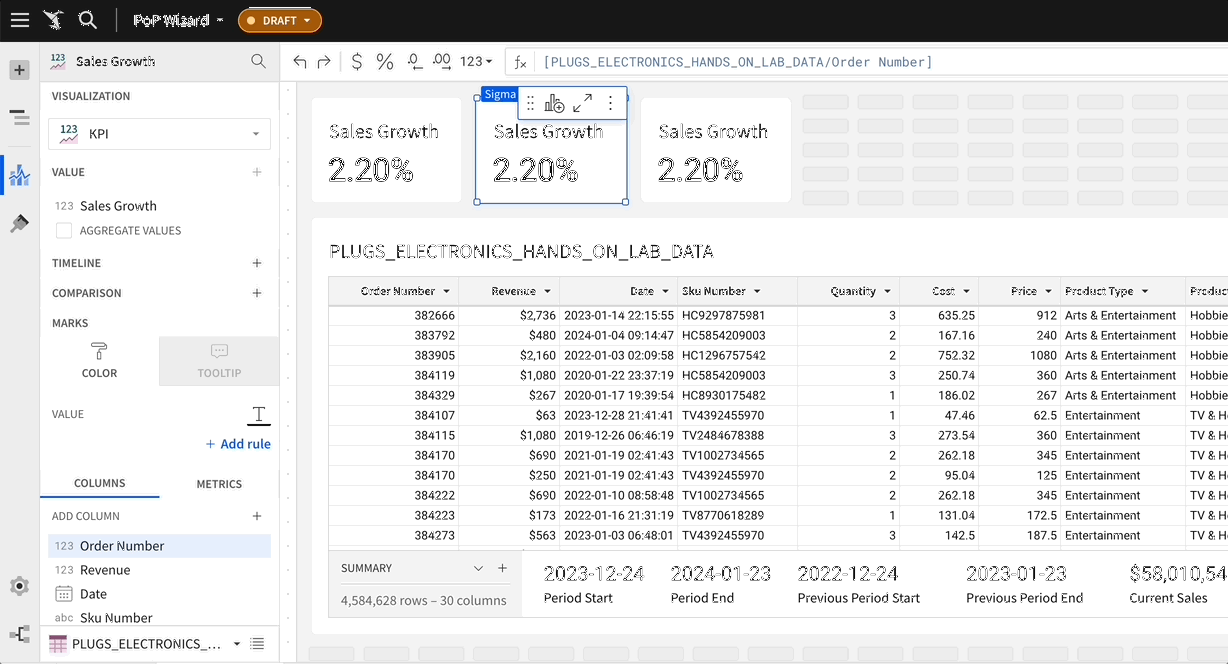 PoP Wizard
DRAFT
123 Sales Growth
123
fx [PLUGS_ELECTRONICS_HANDS_ON_LAB_DATA/Order Number]
VISUALIZATION
123 KPI
VALUE
123 Sales Growth
AGGREGATE VALUES
TIMELINE
COMPARISON
MARKS
COLOR
TOOLTIP
VALUE
+ Add rule
COLUMNS METRICS
ADD COLUMN
123 Order Number
123 Revenue
Date
abc Sku Number
PLUGS_ELECTRONICS_...
Sigma
Sales Growth
2.20%
Sales Growth
2.20%
Sales Growth
2.20%
PLUGS_ELECTRONICS_HANDS_ON_LAB_DATA
Order Number Revenue Date Sku Number Quantity Cost Price Product Type Produc
382666 $2,736 2023-01-14 22:15:55 HC9297875981 3 635.25 912 Arts & Entertainment Hobbie
383792 $480 2024-01-04 09:14:47 HC5854209003 2 167.16 240 Arts & Entertainment Hobbie
383905 $2,160 2022-01-03 02:09:58 HC1296757542 2 752.32 1080 Arts & Entertainment Hobbie
384119 $1,080 2020-01-22 23:37:19 HC5854209003 3 250.74 360 Arts & Entertainment Hobbie
384329 $267 2020-01-17 19:39:54 HC8930175482 1 186.02 267 Arts & Entertainment Hobbie
384107 $63 2023-12-28 21:41:41 TV4392455970 1 47.46 62.5 Entertainment TV & H
384115 $1,080 2019-12-26 06:46:19 TV2484678388 3 273.54 360 Entertainment TV & H
384170 $690 2021-01-19 02:41:43 TV1002734565 2 262.18 345 Entertainment TV & H
384170 $250 2021-01-19 02:41:43 TV4392455970 2 95.04 125 Entertainment TV & H
384222 $690 2022-01-10 08:58:48 TV1002734565 2 262.18 345 Entertainment TV & H
384223 $173 2022-01-16 21:31:19 TV8770618289 1 131.04 172.5 Entertainment TV & H
384273 $563 2023-01-03 06:48:01 TV4392455970 3 142.5 187.5 Entertainment TV & H
SUMMARY
4,584,628 rows – 30 columns
2023-12-24 2024-01-23 2022-12-24 2023-01-23 $58,010,54
Period Start Period End Previous Period Start Previous Period End Current Sales